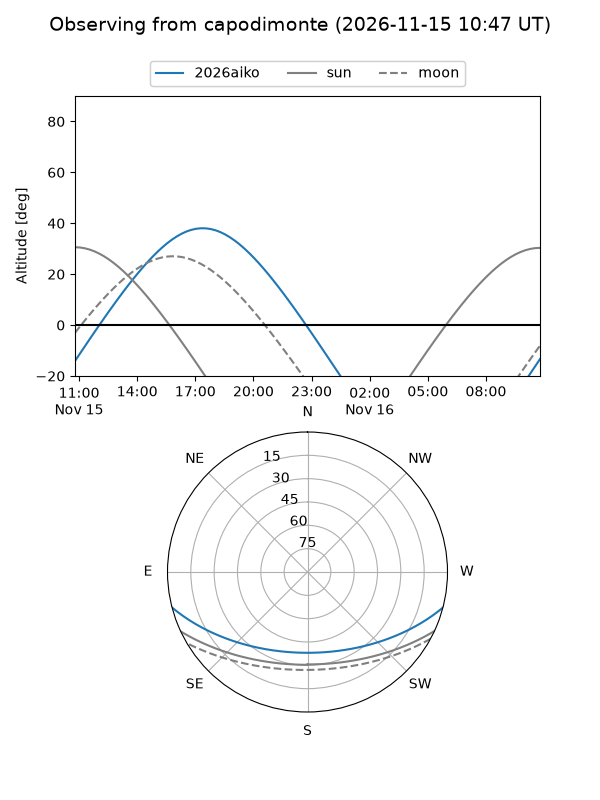 Observing from capodimonte (2026-11-15 10:47 UT)
2026aiko sun moon
Altitude [deg]
80
60
40
20
0
−20
11:00 14:00 17:00 20:00 23:00 02:00 05:00 08:00
Nov 15 Nov 16
N
NE NW
15
30
45
60
75
E W
SE SW
S